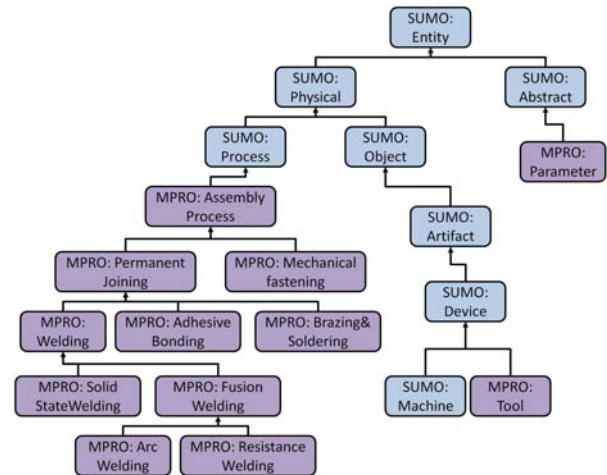 SUMO:
Entity
SUMO:
Physical
SUMO:
Abstract
SUMO:
Process
SUMO:
Object
MPRO:
Parameter
MPRO: Assembly
Process
SUMO:
Artifact
MPRO: Permanent
Joining
MPRO: Mechanical
fastening
SUMO:
Device
MPRO:
Welding
MPRO: Adhesive
Bonding
MPRO: Brazing&
Soldering
MPRO: Solid
StateWelding
MPRO: Fusion
Welding
SUMO:
Machine
MPRO:
Tool
MPRO: Arc
Welding
MPRO: Resistance
Welding